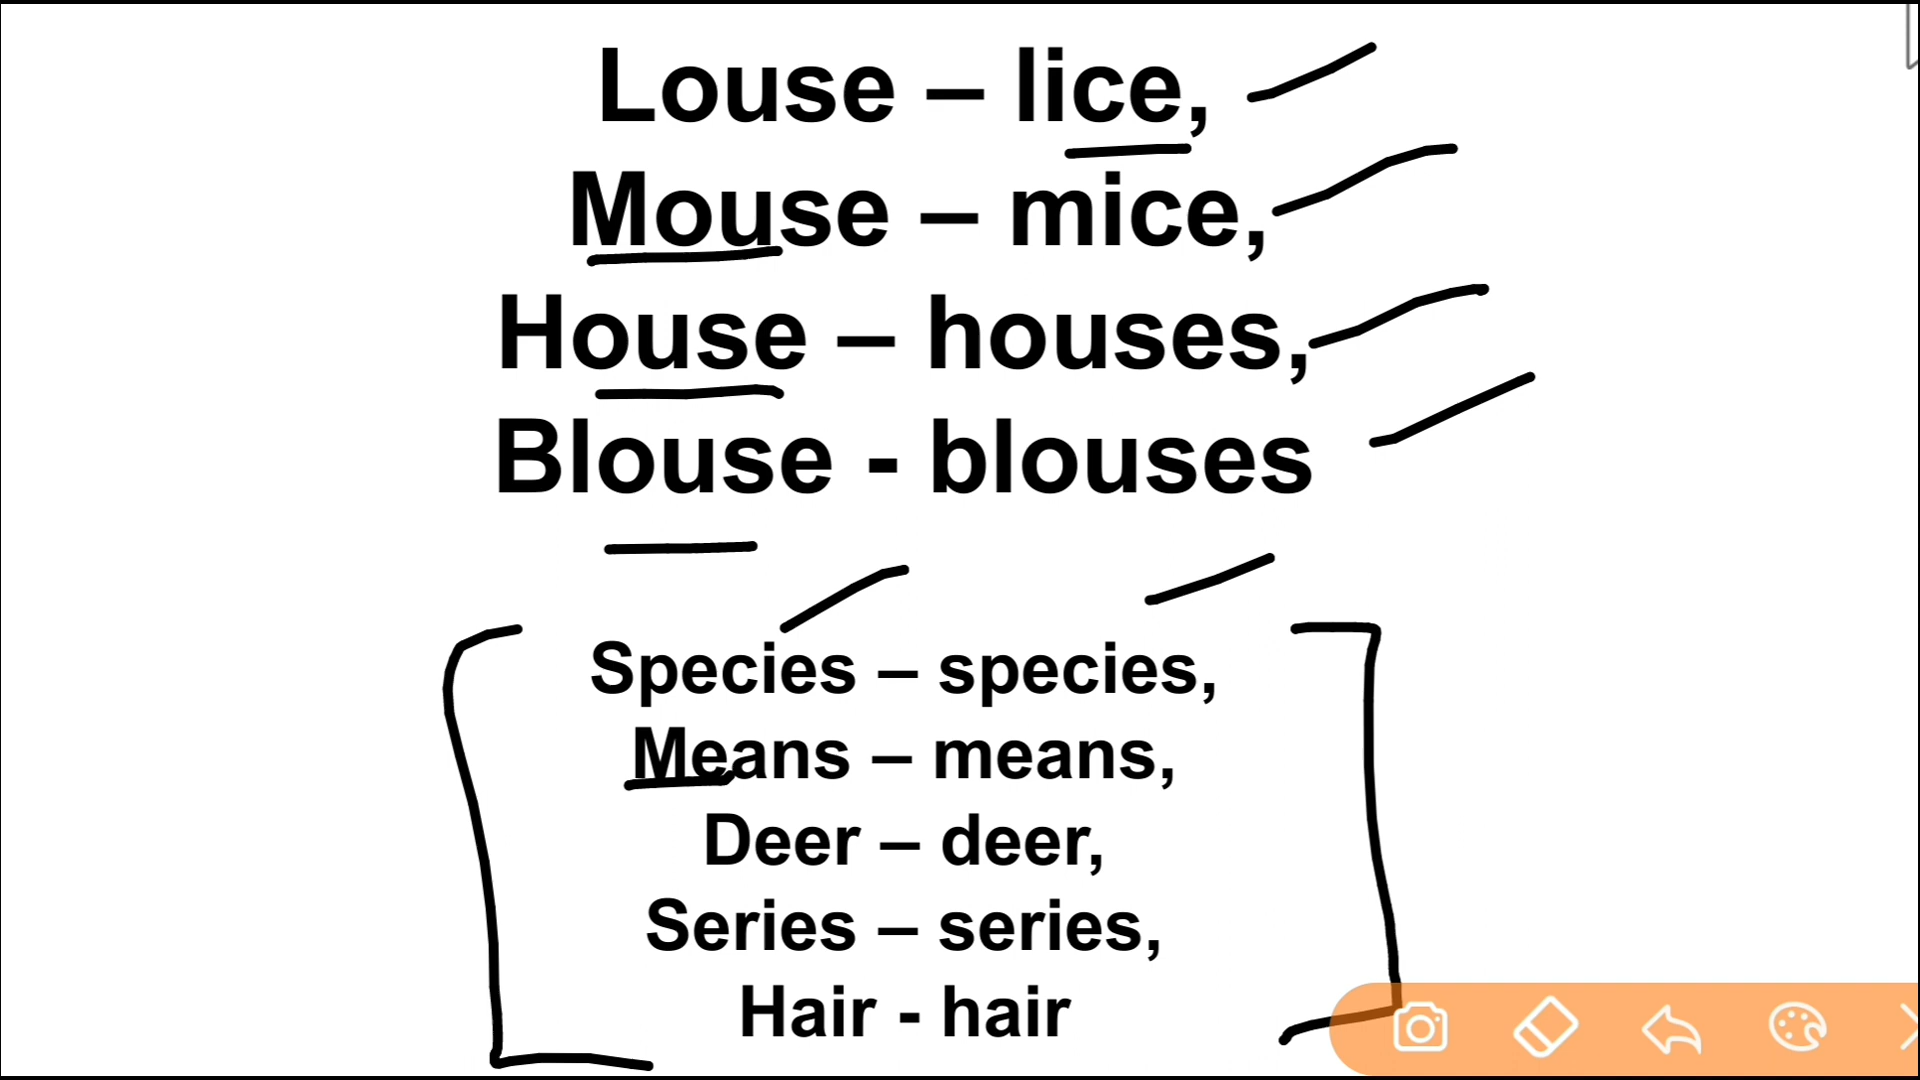 Louse – lice,
Mouse – mice,
House – houses,
Blouse - blouses
Species – species,
Means – means,
Deer – deer,
Series – series,
Hair - hair